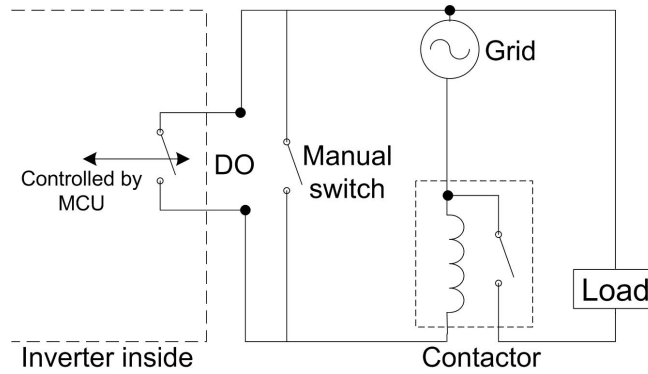 Grid
DO
Manual
switch
Controlled by
MCU
Load
Inverter inside
Contactor